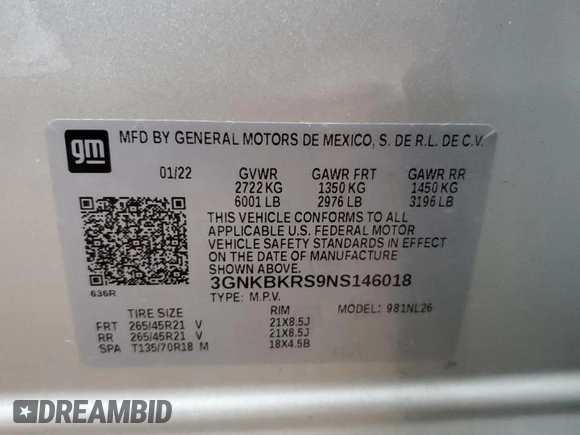 gm MFD BY GENERAL MOTORS DE MEXICO, S. DE R.L. DE C.V.
01/22 GVWR GAWR FRT GAWR RR
2722 KG 1350 KG 1450 KG
6001 LB 2976 LB 3196 LB
THIS VEHICLE CONFORMS TO ALL
APPLICABLE U.S. FEDERAL MOTOR
VEHICLE SAFETY STANDARDS IN EFFECT
ON THE DATE OF MANUFACTURE
SHOWN ABOVE.
636R 3GNKBKRS9NS146018
TYPE: M.P.V. MODEL: 981NL26
TIRE SIZE RIM
FRT 265/45R21 V 21X8.5J
RR 265/45R21 V 21X8.5J
SPA T135/70R18 M 18X4.5B
DREAMBID